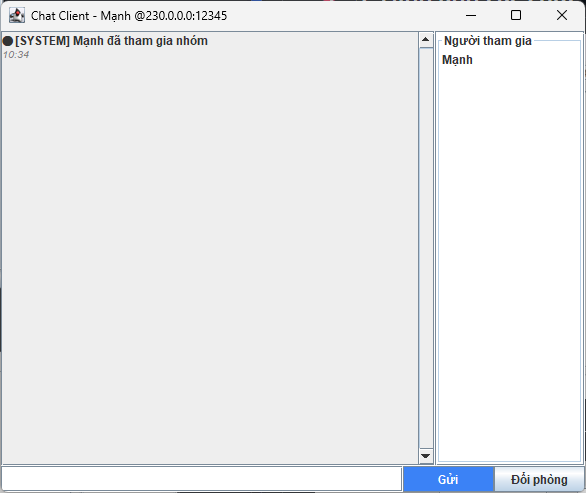 Chat Client - Mạnh @230.0.0.0:12345
[SYSTEM] Mạnh đã tham gia nhóm
10:34
Người tham gia
Mạnh
Gửi
Đổi phòng